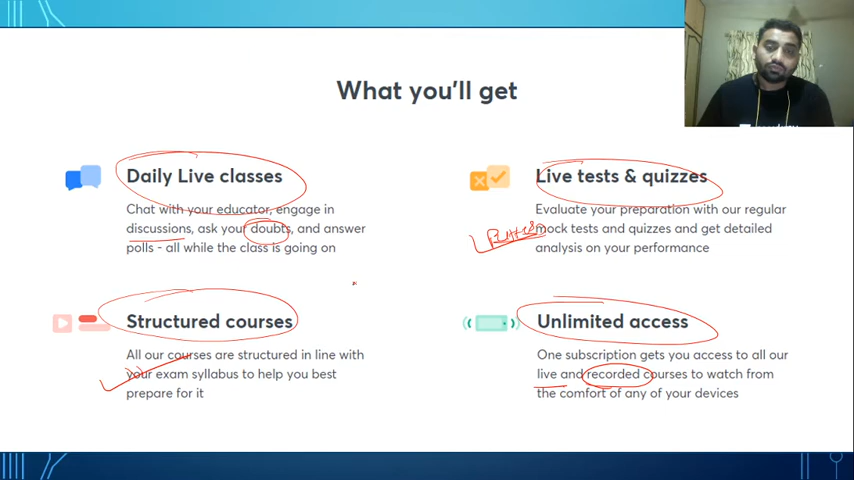 What you'll get
Daily Live classes
Chat with your educator, engage in
discussions, ask your doubts, and answer
polls - all while the class is going on
Live tests & quizzes
Evaluate your preparation with our regular
mock tests and quizzes and get detailed
analysis on your performance
Structured courses
All our courses are structured in line with
your exam syllabus to help you best
prepare for it
Unlimited access
One subscription gets you access to all our
live and recorded courses to watch from
the comfort of any of your devices